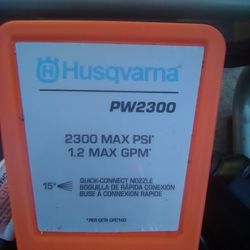 Husqvarna
PW2300
2300 MAX PSI*
1.2 MAX GPM*
15°
QUICK-CONNECT NOZZLE
BOQUILLA DE RÁPIDA CONEXIÓN
BUSE À CONNEXION RAPIDE
*PER CETA CPC100